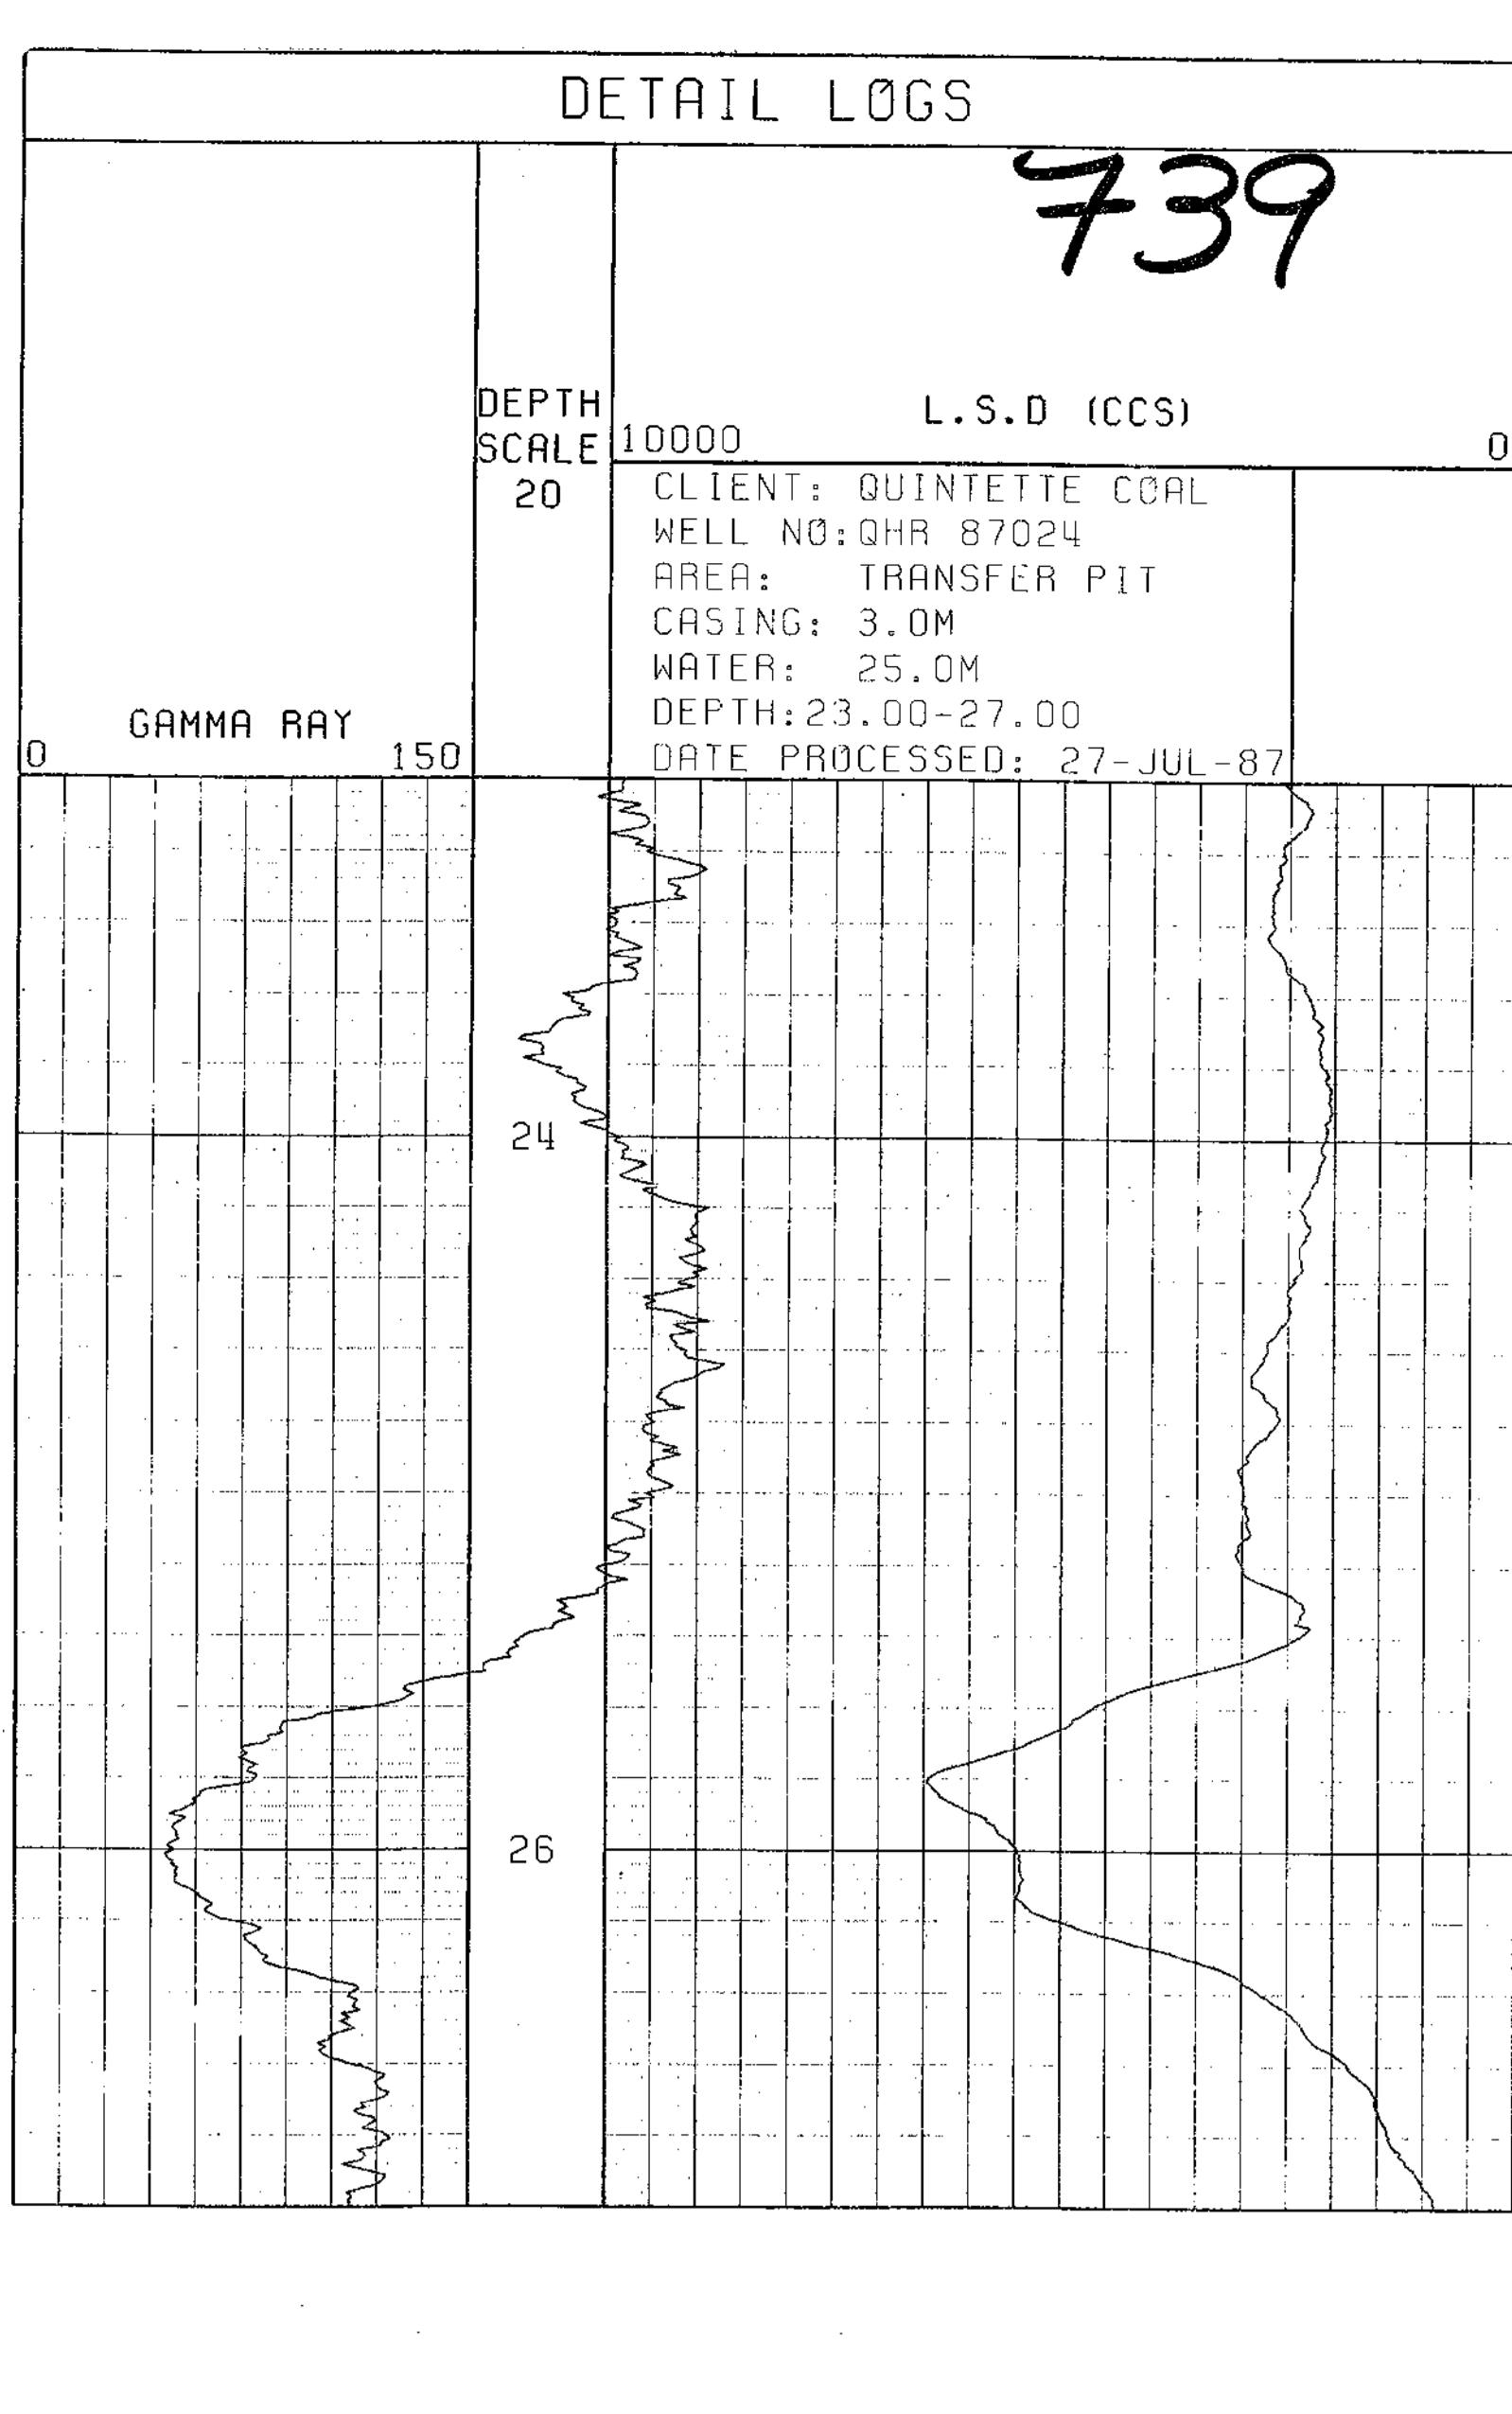 DETAIL LOGS
739
DEPTH
SCALE
20
L.S.D (CCS)
10000 0
CLIENT: QUINTETTE COAL
WELL NO:QHR 87024
AREA: TRANSFER PIT
CASING: 3.0M
WATER: 25.0M
DEPTH:23.00-27.00
DATE PROCESSED: 27-JUL-87
GAMMA RAY
0 150
24
26